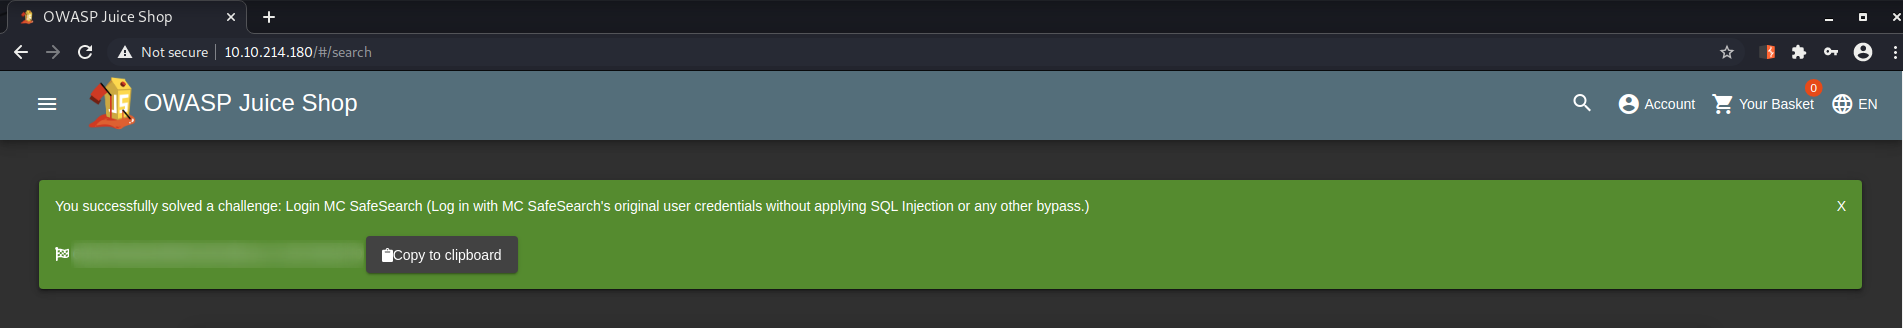 OWASP Juice Shop
Not secure 10.10.214.180/#/search
OWASP Juice Shop
Account
0
Your Basket
EN
You successfully solved a challenge: Login MC SafeSearch (Log in with MC SafeSearch's original user credentials without applying SQL Injection or any other bypass.)
X
Copy to clipboard